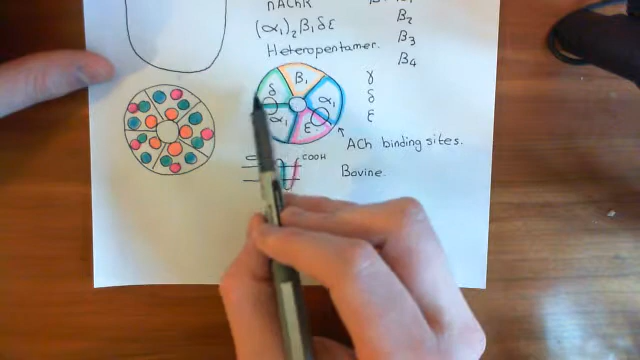 nAChR
(α₁)₂β₁δε
Heteropentamer.
β₂
β₃
β₄
γ
δ
ε
β₁
δ
α₁
α₁
ε
ACh binding sites.
COOH
Bovine.